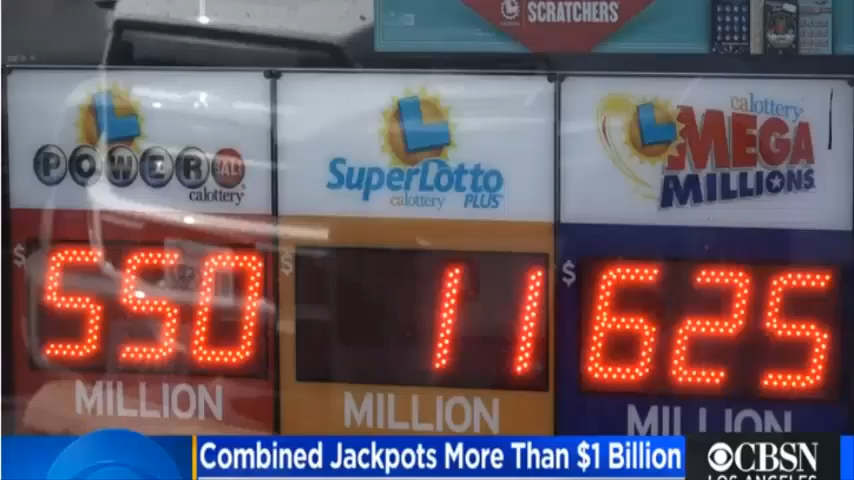 SCRATCHERS
POWERBALL
calottery
SuperLotto
calottery PLUS
calottery
MEGA
MILLIONS
$ 550
MILLION
$ 11
MILLION
$ 625
MILLION
Combined Jackpots More Than $1 Billion
CBSN
LOS ANGELES